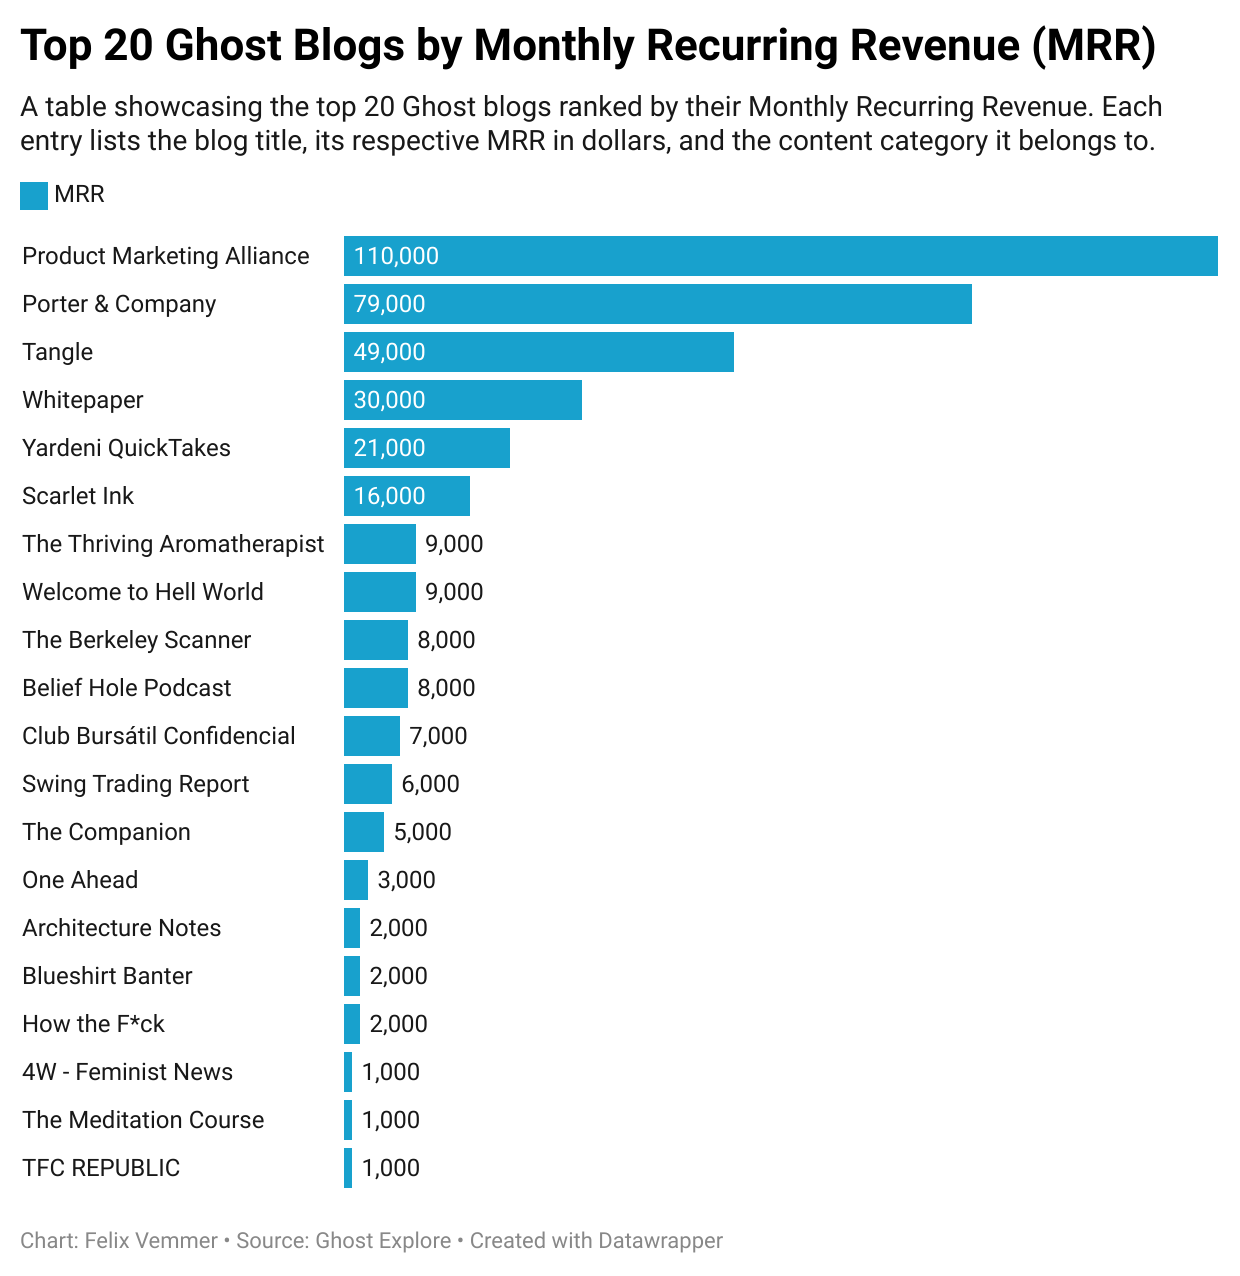 Top 20 Ghost Blogs by Monthly Recurring Revenue (MRR)
A table showcasing the top 20 Ghost blogs ranked by their Monthly Recurring Revenue. Each
entry lists the blog title, its respective MRR in dollars, and the content category it belongs to.
MRR
Product Marketing Alliance 110,000
Porter & Company 79,000
Tangle 49,000
Whitepaper 30,000
Yardeni QuickTakes 21,000
Scarlet Ink 16,000
The Thriving Aromatherapist 9,000
Welcome to Hell World 9,000
The Berkeley Scanner 8,000
Belief Hole Podcast 8,000
Club Bursátil Confidencial 7,000
Swing Trading Report 6,000
The Companion 5,000
One Ahead 3,000
Architecture Notes 2,000
Blueshirt Banter 2,000
How the F*ck 2,000
4W - Feminist News 1,000
The Meditation Course 1,000
TFC REPUBLIC 1,000
Chart: Felix Vemmer • Source: Ghost Explore • Created with Datawrapper